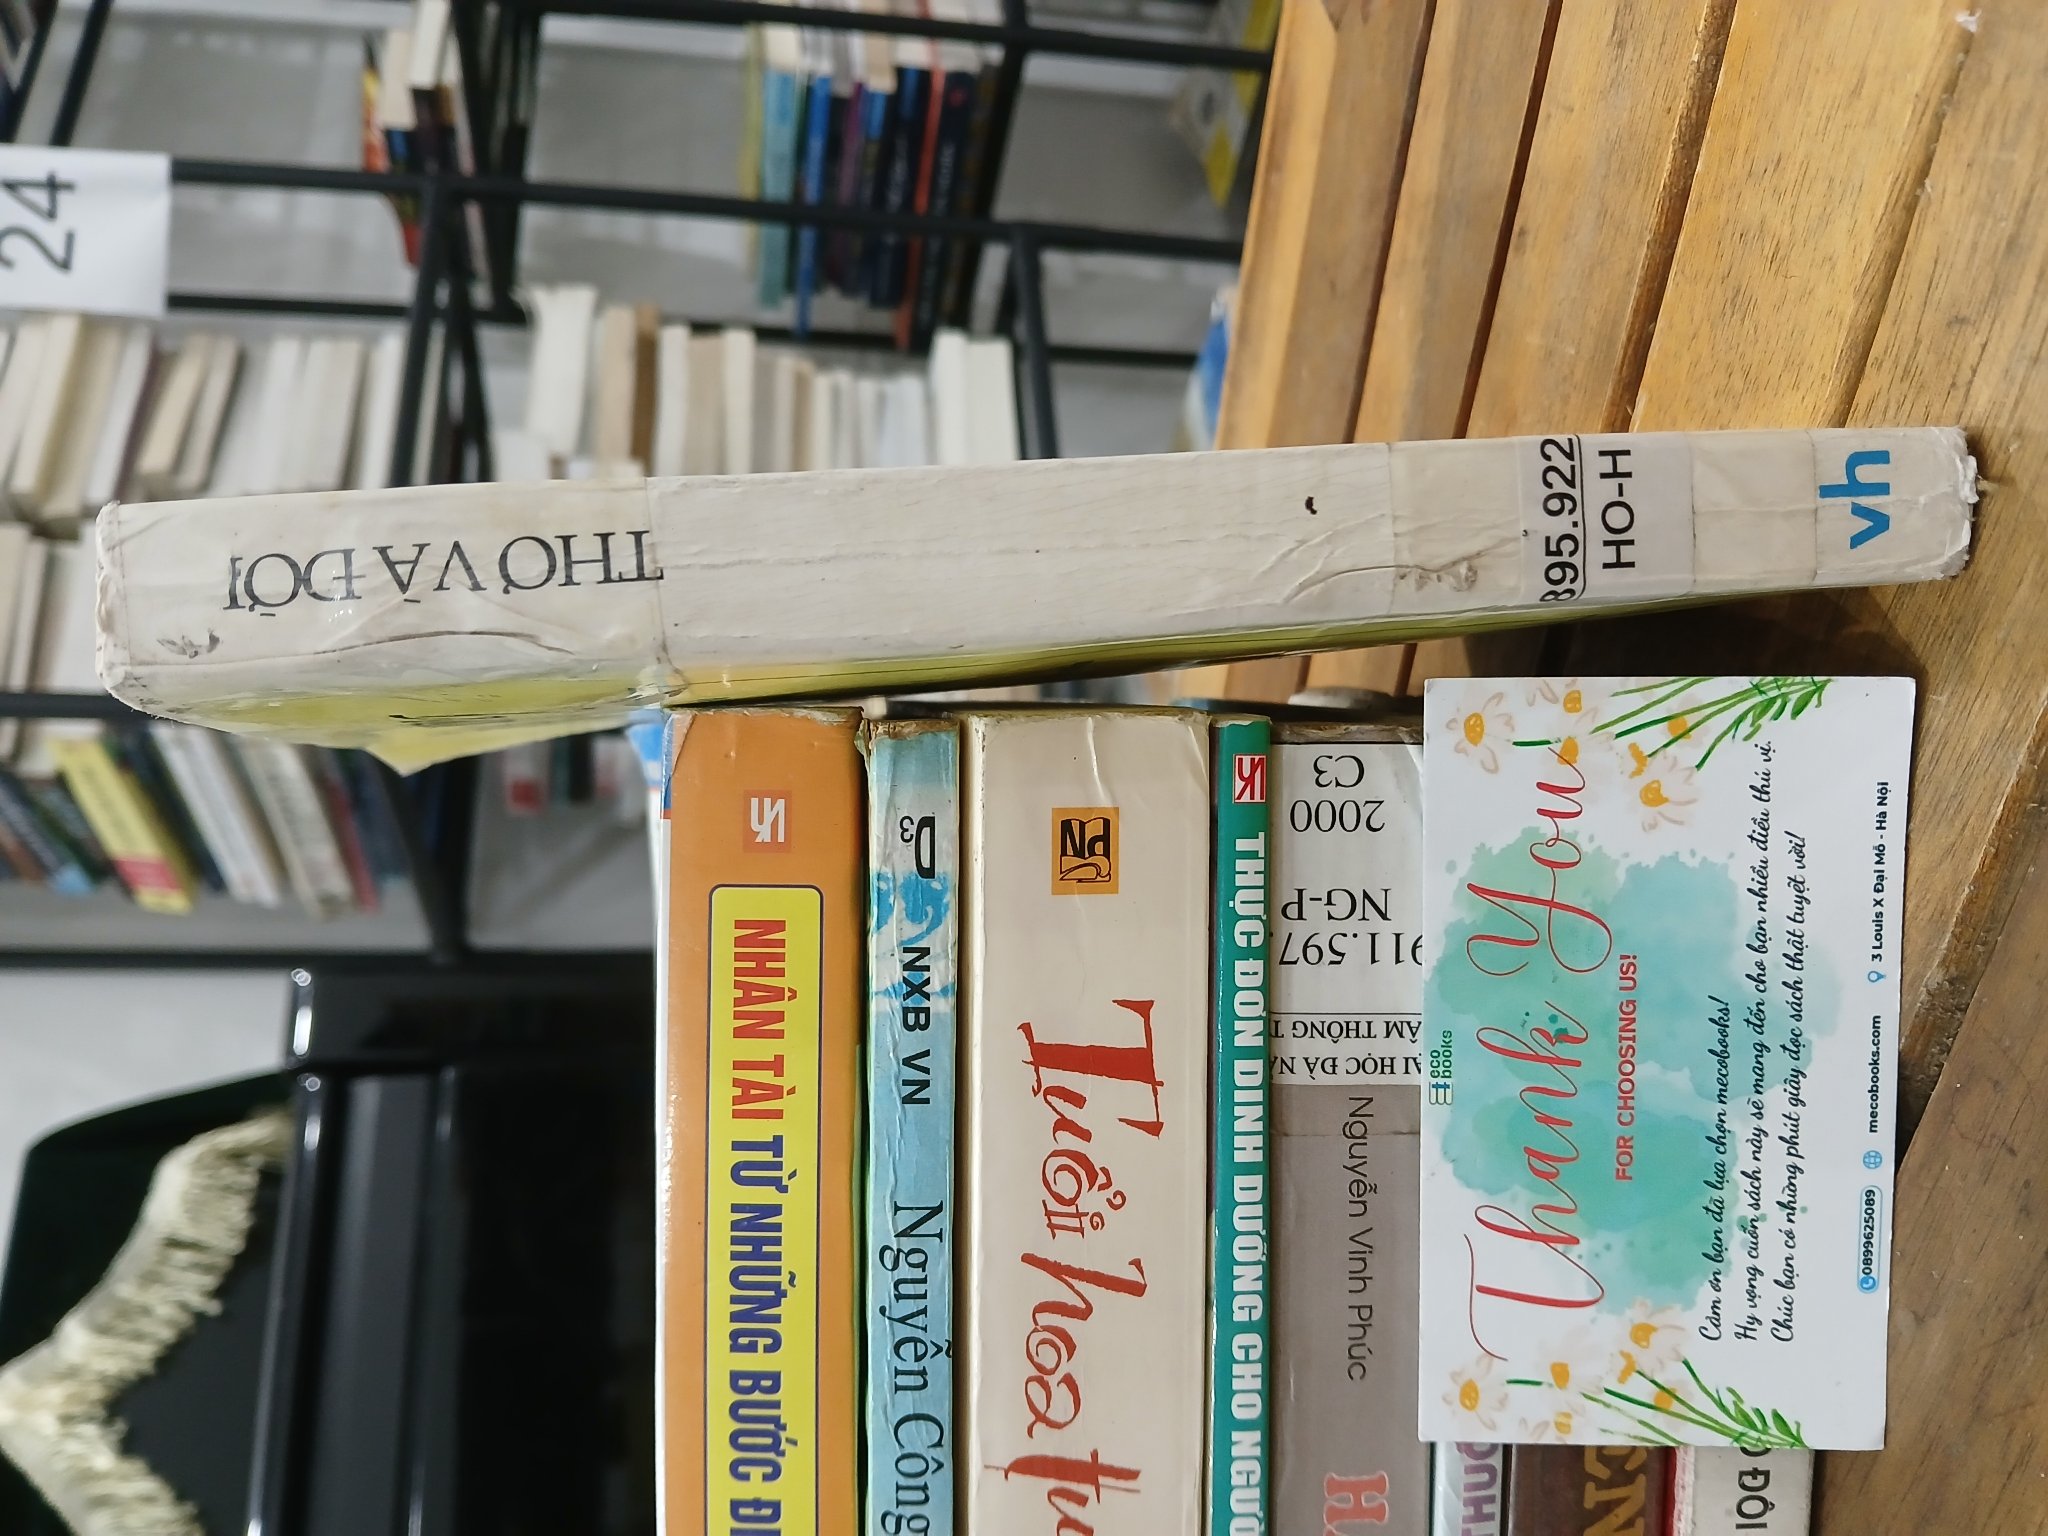 24
THƠ VÀ ĐỜI
895.922
HO-H
vh
NHÂN TÀI TỪ NHỮNG BƯỚC
D3
NXB VN
Nguyễn Công
PN
Tuổi hoa
THỰC ĐƠN DINH DƯỠNG CHO
2000
C3
NG-P
911.597
Nguyễn Vinh Phúc
eco
books
Thank You
FOR CHOOSING US!
Cảm ơn bạn đã lựa chọn mecobooks!
Hy vọng cuốn sách này sẽ mang đến cho bạn nhiều điều thú vị.
Chúc bạn có những phút giây đọc sách thật tuyệt vời!
0899625089 mecobooks.com 3 Louis X Đại Mỗ - Hà Nội